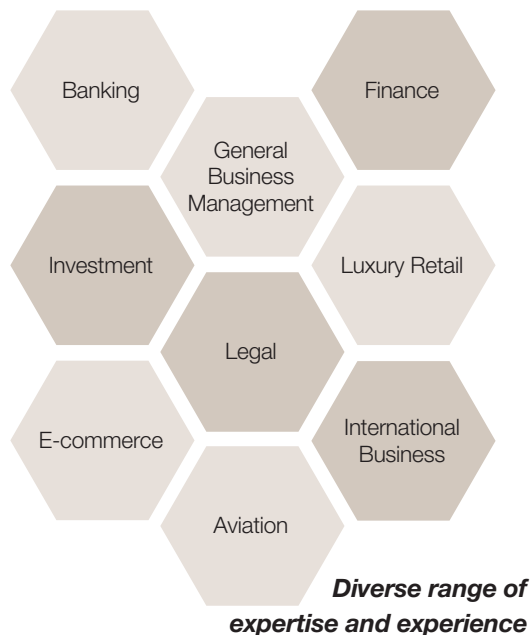 Banking
Finance
General
Business
Management
Investment
Luxury Retail
Legal
E-commerce
International
Business
Aviation
Diverse range of
expertise and experience